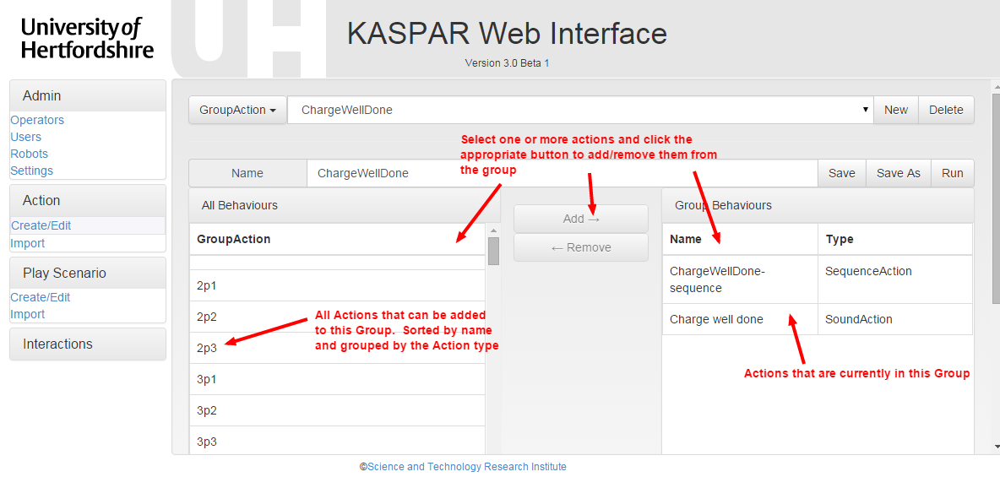 University of
Hertfordshire
UH
KASPAR Web Interface
Version 3.0 Beta 1
Admin
Operators
Users
Robots
Settings
Action
Create/Edit
Import
Play Scenario
Create/Edit
Import
Interactions
GroupAction
ChargeWellDone
New
Delete
Select one or more actions and click the
appropriate button to add/remove them from
the group
Name
ChargeWellDone
Save
Save As
Run
All Behaviours
GroupAction
2p1
2p2
2p3
3p1
3p2
3p3
All Actions that can be added
to this Group. Sorted by name
and grouped by the Action type
Add →
← Remove
Group Behaviours
Name Type
ChargeWellDone- SequenceAction
sequence
Charge well done SoundAction
Actions that are currently in this Group
©Science and Technology Research Institute